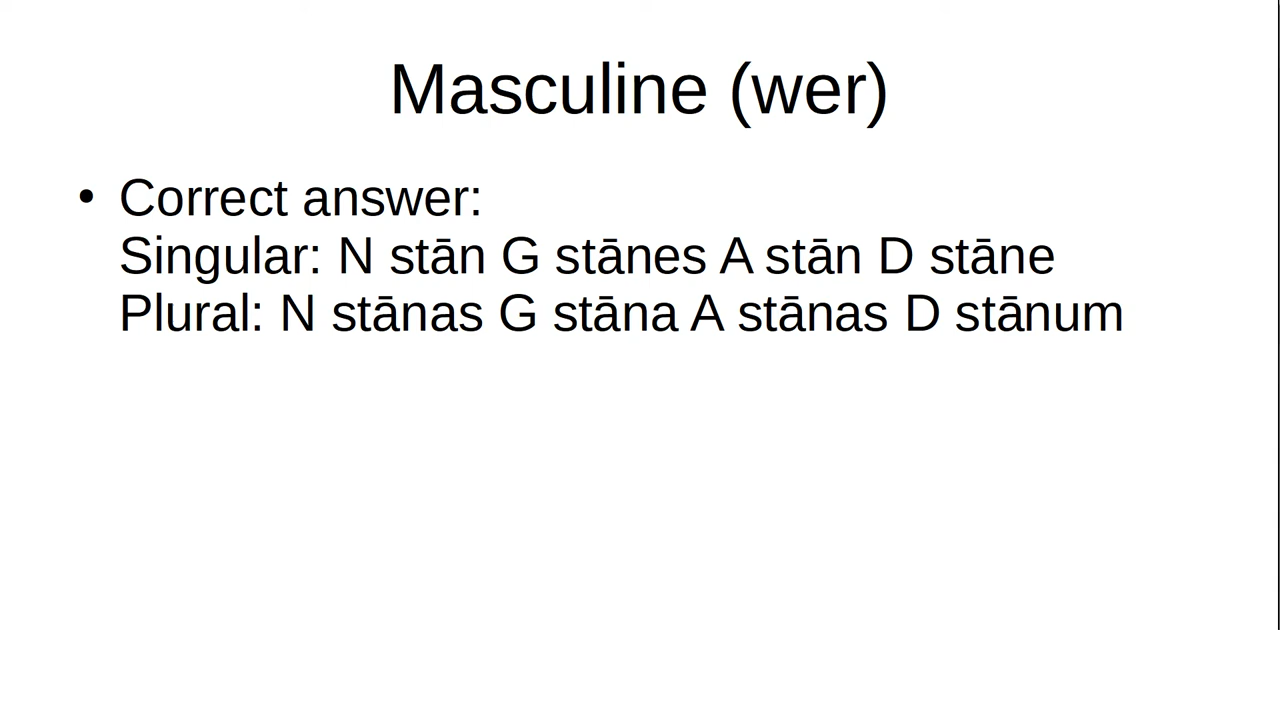 Masculine (wer)
• Correct answer:
Singular: N stān G stānes A stān D stāne
Plural: N stānas G stāna A stānas D stānum